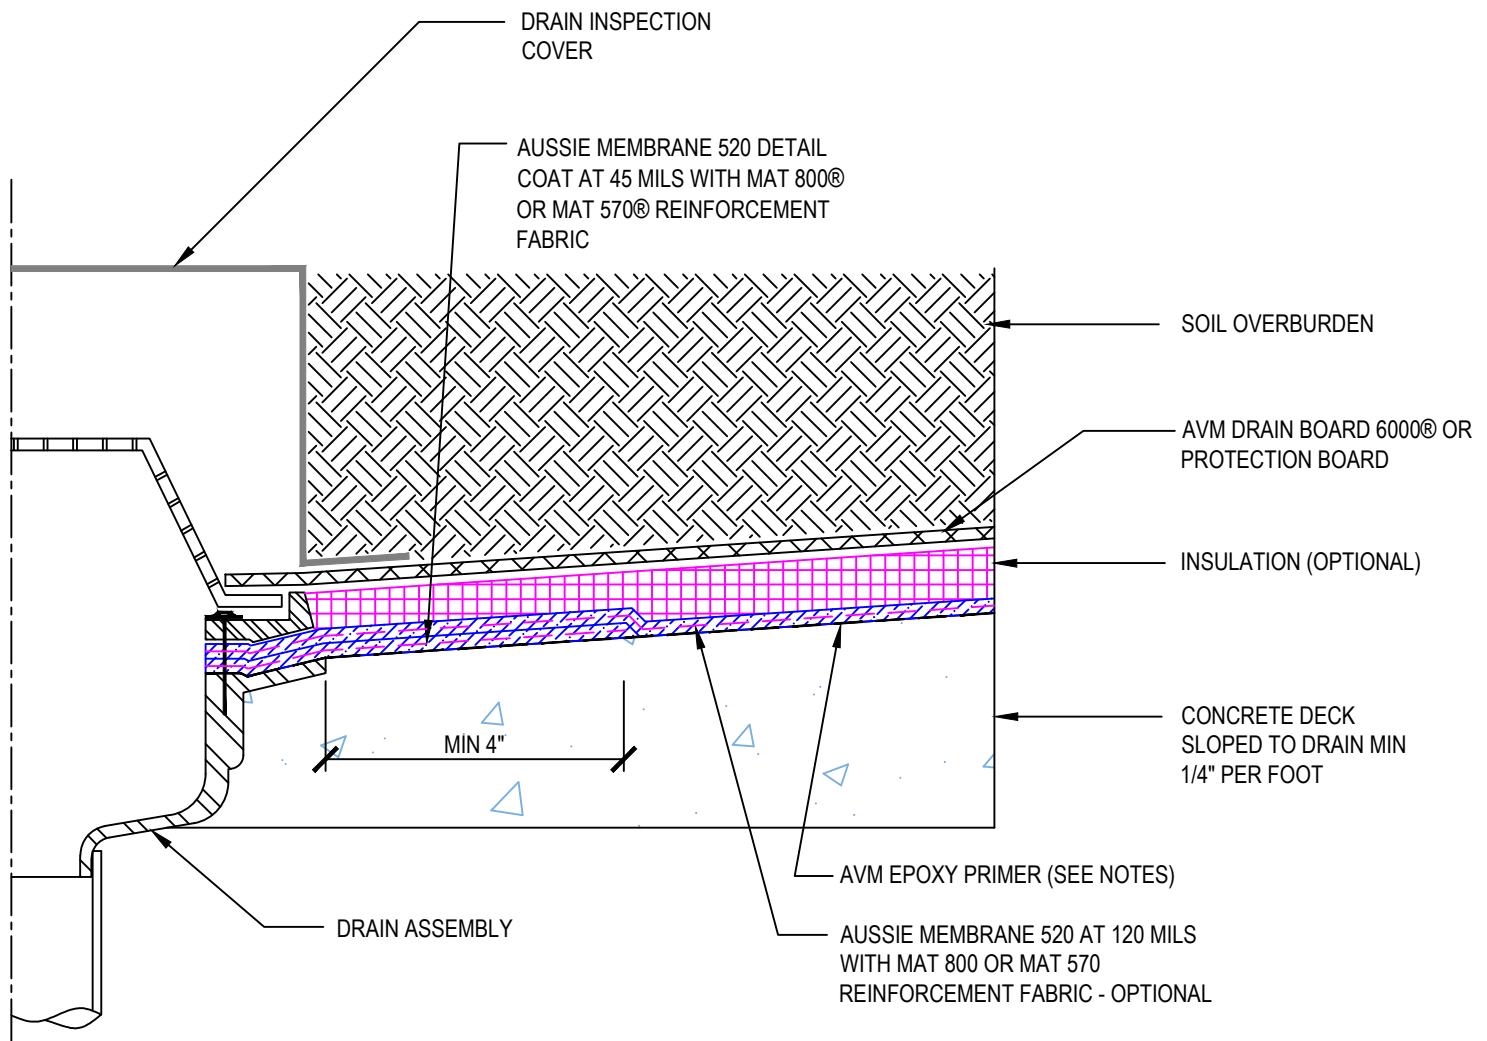 DRAIN INSPECTION
COVER
AUSSIE MEMBRANE 520 DETAIL
COAT AT 45 MILS WITH MAT 800®
OR MAT 570® REINFORCEMENT
FABRIC
SOIL OVERBURDEN
AVM DRAIN BOARD 6000® OR
PROTECTION BOARD
INSULATION (OPTIONAL)
CONCRETE DECK
SLOPED TO DRAIN MIN
1/4" PER FOOT
MIN 4"
AVM EPOXY PRIMER (SEE NOTES)
DRAIN ASSEMBLY
AUSSIE MEMBRANE 520 AT 120 MILS
WITH MAT 800 OR MAT 570
REINFORCEMENT FABRIC - OPTIONAL